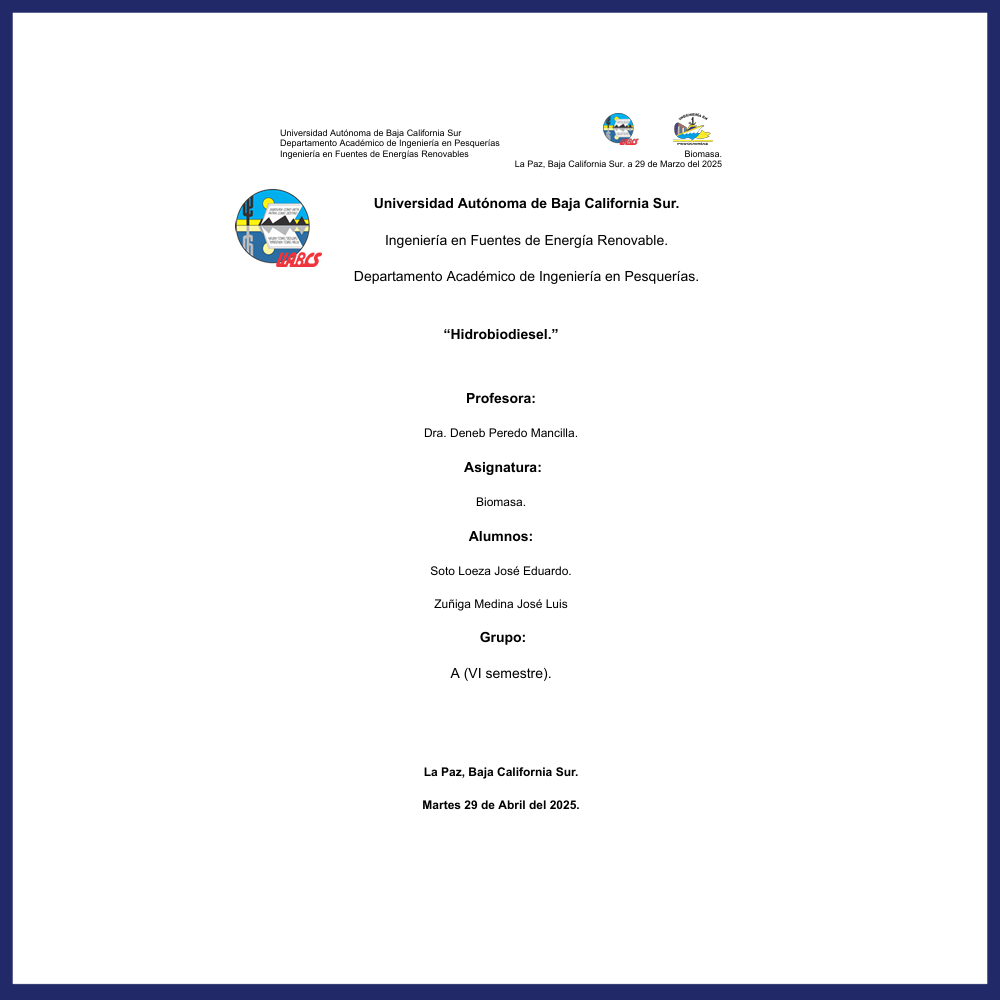 Universidad Autónoma de Baja California Sur
Departamento Académico de Ingeniería en Pesquerías
Ingeniería en Fuentes de Energías Renovables
Biomasa.
La Paz, Baja California Sur. a 29 de Marzo del 2025
UABCS
Universidad Autónoma de Baja California Sur.
Ingeniería en Fuentes de Energía Renovable.
Departamento Académico de Ingeniería en Pesquerías.
“Hidrobiodiesel.”
Profesora:
Dra. Deneb Peredo Mancilla.
Asignatura:
Biomasa.
Alumnos:
Soto Loeza José Eduardo.
Zuñiga Medina José Luis
Grupo:
A (VI semestre).
La Paz, Baja California Sur.
Martes 29 de Abril del 2025.